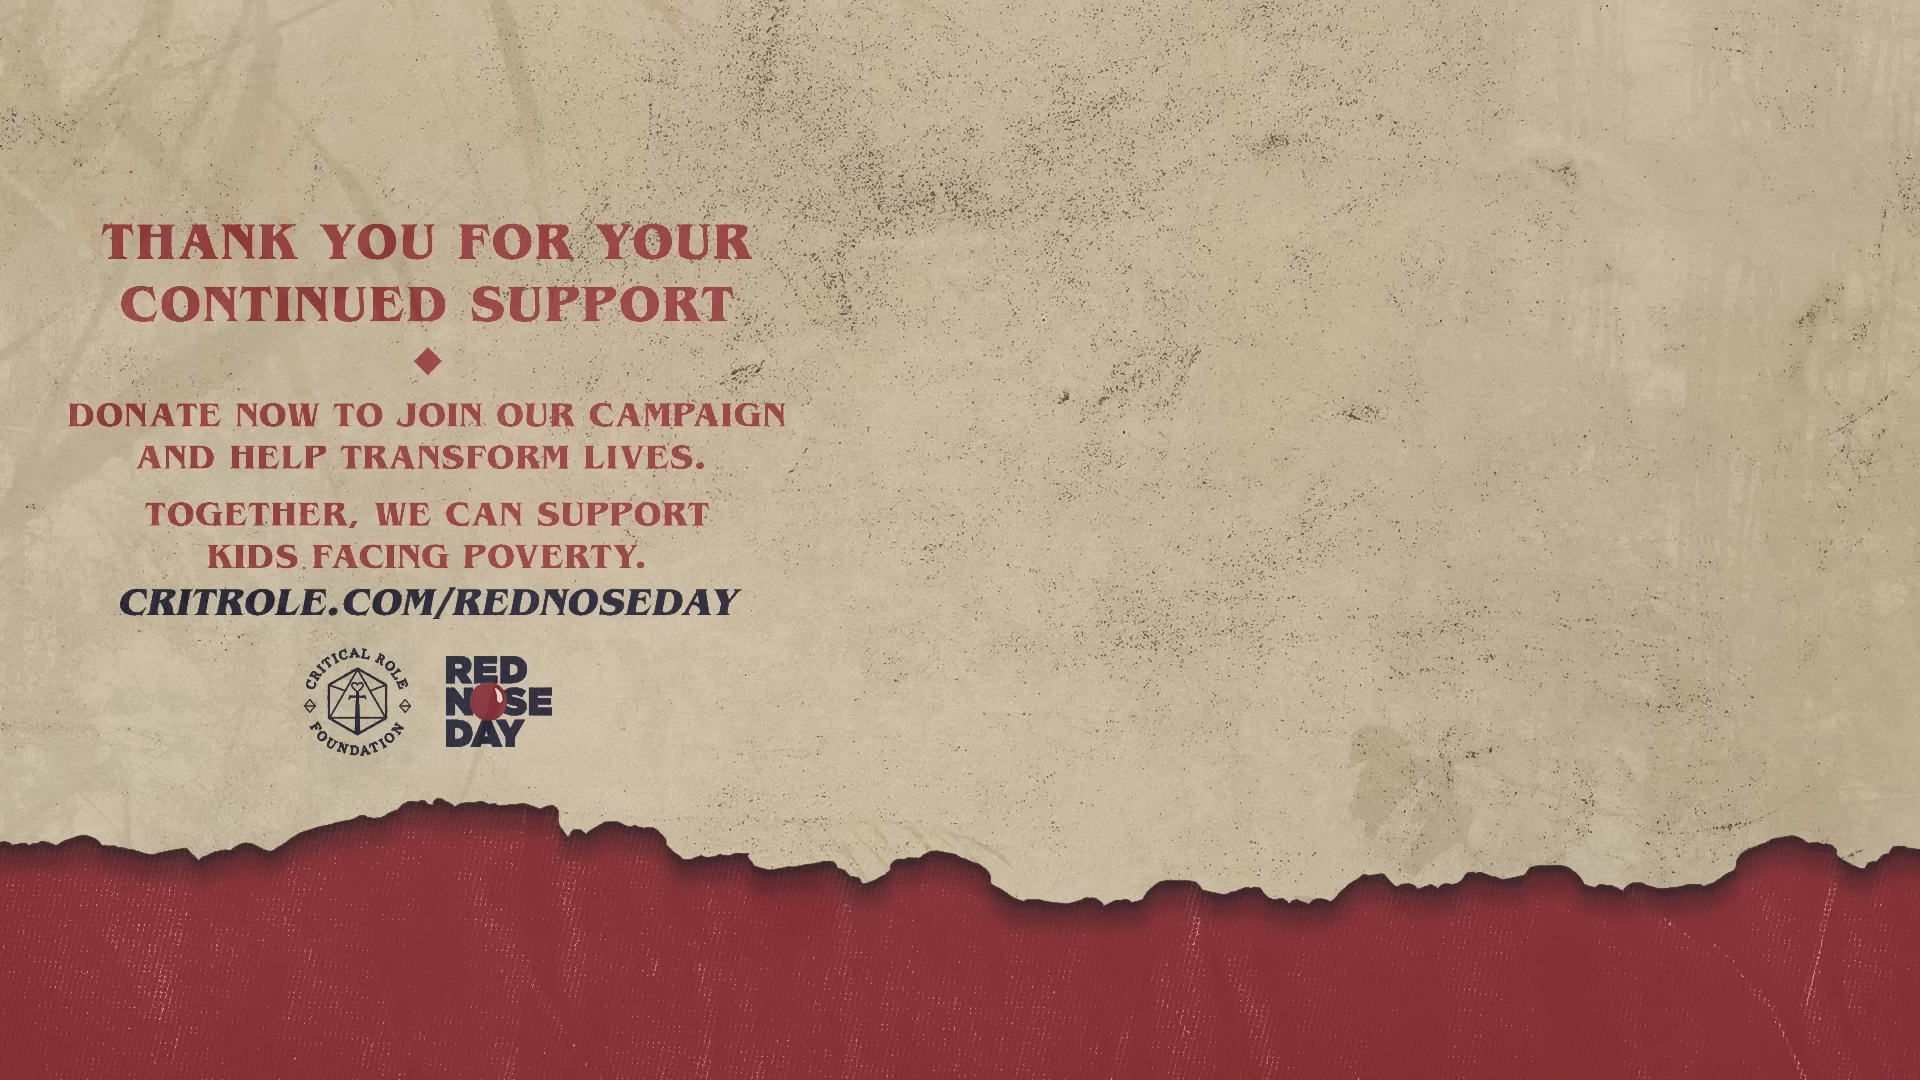 THANK YOU FOR YOUR
CONTINUED SUPPORT
DONATE NOW TO JOIN OUR CAMPAIGN
AND HELP TRANSFORM LIVES.
TOGETHER, WE CAN SUPPORT
KIDS FACING POVERTY.
CRITROLE.COM/REDNOSEDAY
CRITICAL ROLE
FOUNDATION
RED
NOSE
DAY